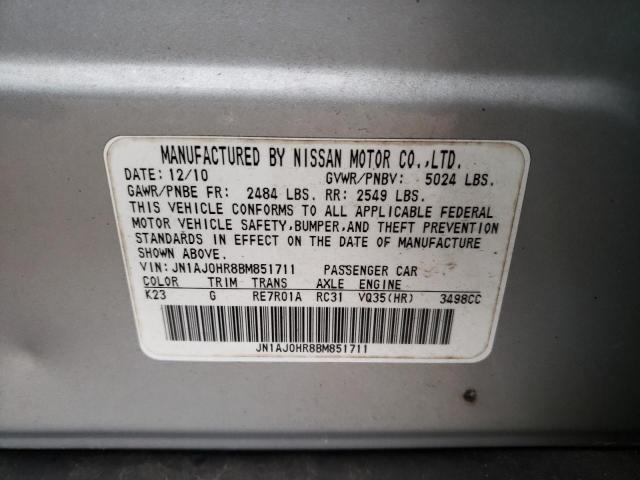 MANUFACTURED BY NISSAN MOTOR CO.,LTD.
DATE: 12/10 GVWR/PNBV: 5024 LBS.
GAWR/PNBE FR: 2484 LBS. RR: 2549 LBS.
THIS VEHICLE CONFORMS TO ALL APPLICABLE FEDERAL
MOTOR VEHICLE SAFETY,BUMPER,AND THEFT PREVENTION
STANDARDS IN EFFECT ON THE DATE OF MANUFACTURE
SHOWN ABOVE.
VIN: JN1AJ0HR8BM851711 PASSENGER CAR
COLOR TRIM TRANS AXLE ENGINE
K23 G RE7R01A RC31 VQ35(HR) 3498CC
JN1AJ0HR8BM851711